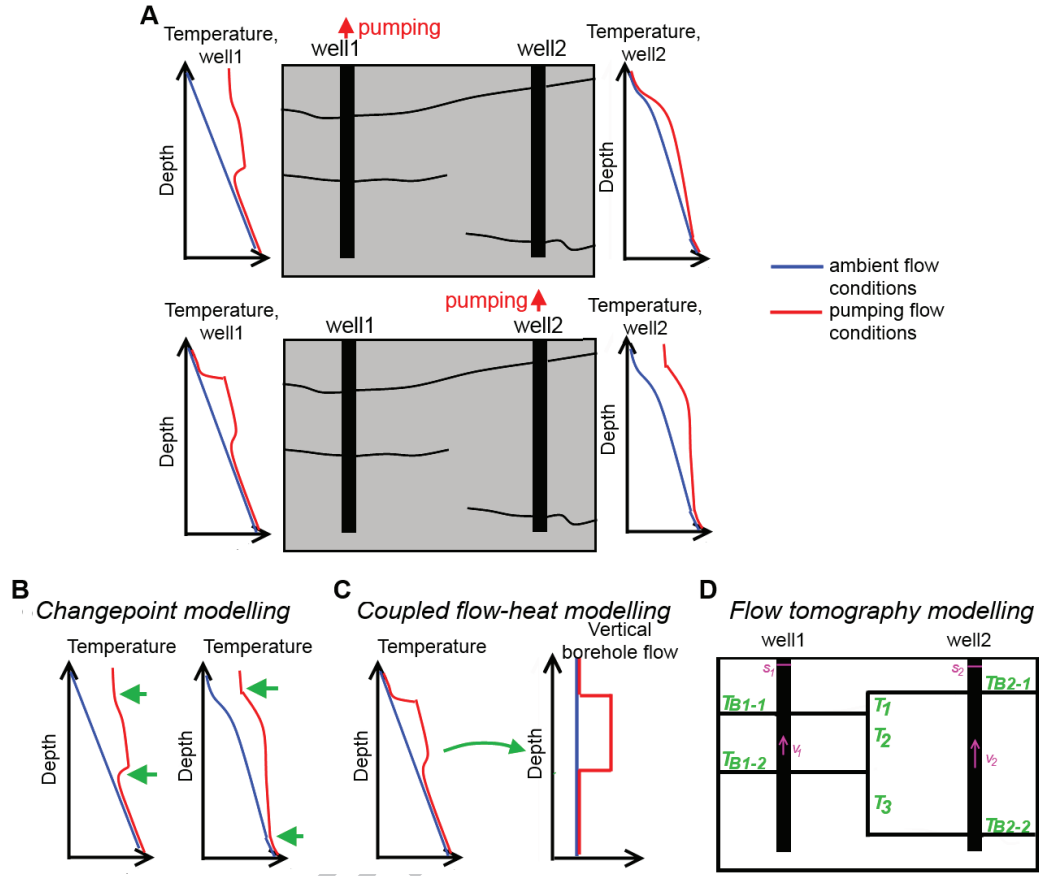 A
pumping
Temperature,
well1
well1
well2
Temperature,
well2
Depth
Depth
ambient flow
conditions
pumping flow
conditions
pumping
Temperature,
well1
well1
well2
Temperature,
well2
Depth
Depth
B
Changepoint modelling
Temperature
Temperature
Depth
Depth
C
Coupled flow-heat modelling
Temperature
Vertical
borehole flow
Depth
Depth
D
Flow tomography modelling
well1
well2
s1
s2
TB2-1
TB1-1
T1
T2
v1
TB1-2
v2
T3
TB2-2